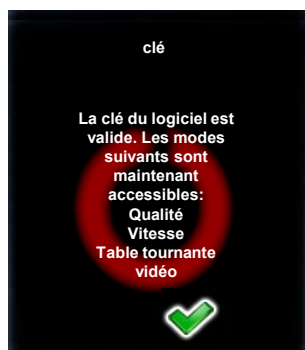 clé
La clé du logiciel est
valide. Les modes
suivants sont
maintenant
accessibles:
Qualité
Vitesse
Table tournante
vidéo